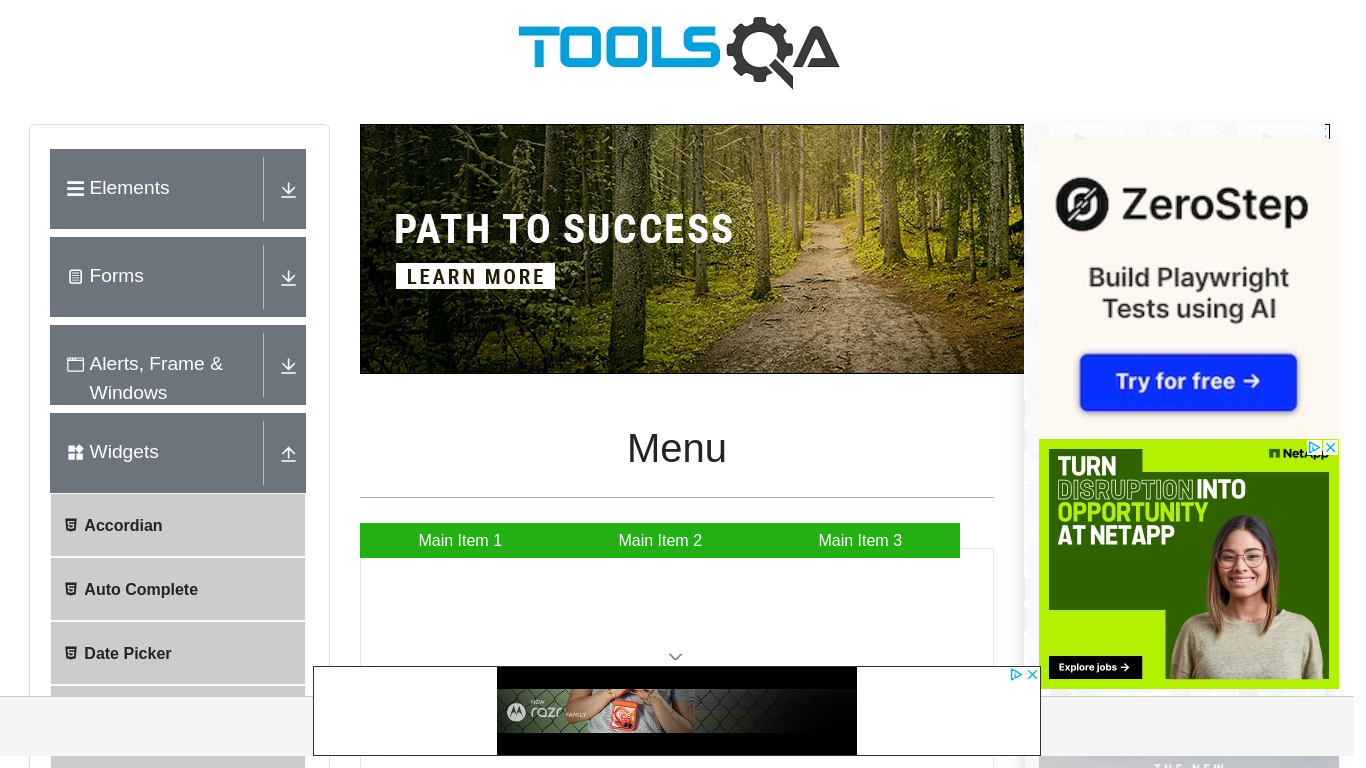 TOOLSQA
Elements
Forms
Alerts, Frame &
Windows
Widgets
Accordian
Auto Complete
Date Picker
PATH TO SUCCESS
LEARN MORE
Menu
Main Item 1
Main Item 2
Main Item 3
ZeroStep
Build Playwright
Tests using AI
Try for free →
NetApp
TURN
DISRUPTION INTO
OPPORTUNITY
AT NETAPP
Explore jobs →
NEW
razr FAMILY
THE NEW